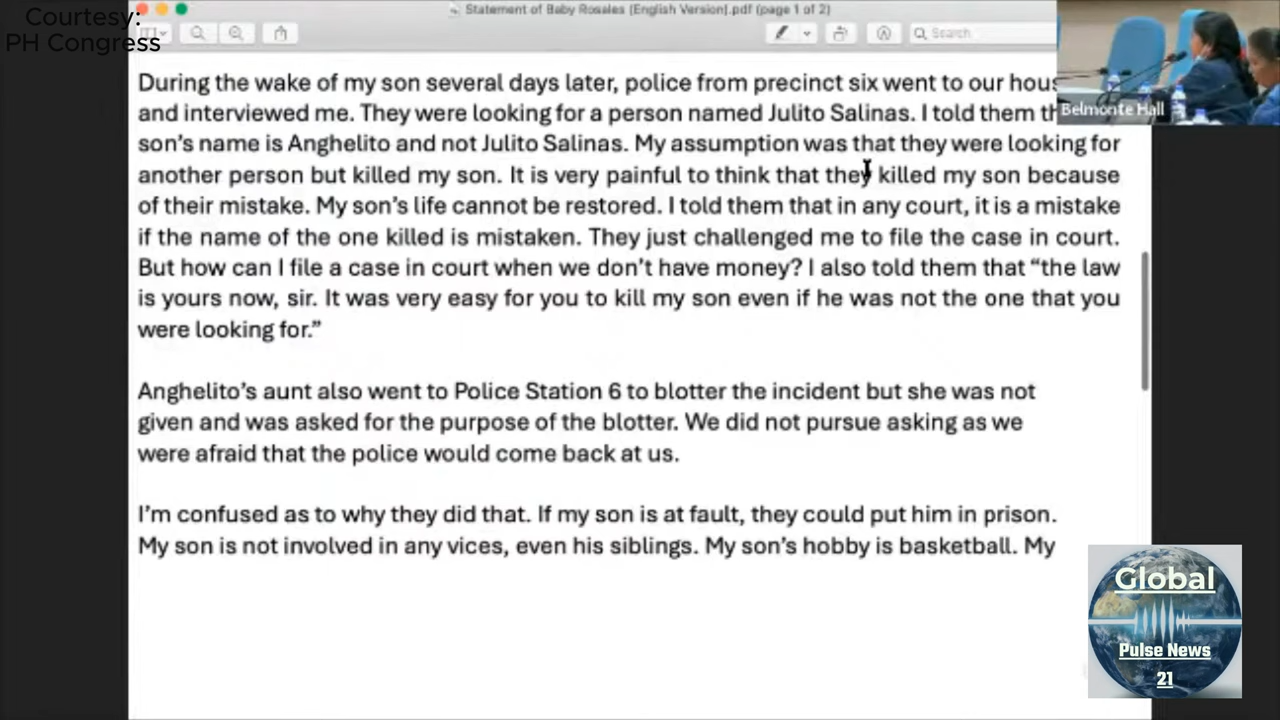 Courtesy:
PH Congress
Statement of Baby Rosales (English Version).pdf (page 1 of 2)
Search
Belmonte Hall
During the wake of my son several days later, police from precinct six went to our hous
and interviewed me. They were looking for a person named Julito Salinas. I told them th
son’s name is Anghelito and not Julito Salinas. My assumption was that they were looking for
another person but killed my son. It is very painful to think that they killed my son because
of their mistake. My son’s life cannot be restored. I told them that in any court, it is a mistake
if the name of the one killed is mistaken. They just challenged me to file the case in court.
But how can I file a case in court when we don’t have money? I also told them that “the law
is yours now, sir. It was very easy for you to kill my son even if he was not the one that you
were looking for.”
Anghelito’s aunt also went to Police Station 6 to blotter the incident but she was not
given and was asked for the purpose of the blotter. We did not pursue asking as we
were afraid that the police would come back at us.
I’m confused as to why they did that. If my son is at fault, they could put him in prison.
My son is not involved in any vices, even his siblings. My son’s hobby is basketball. My
Global
Pulse News
21